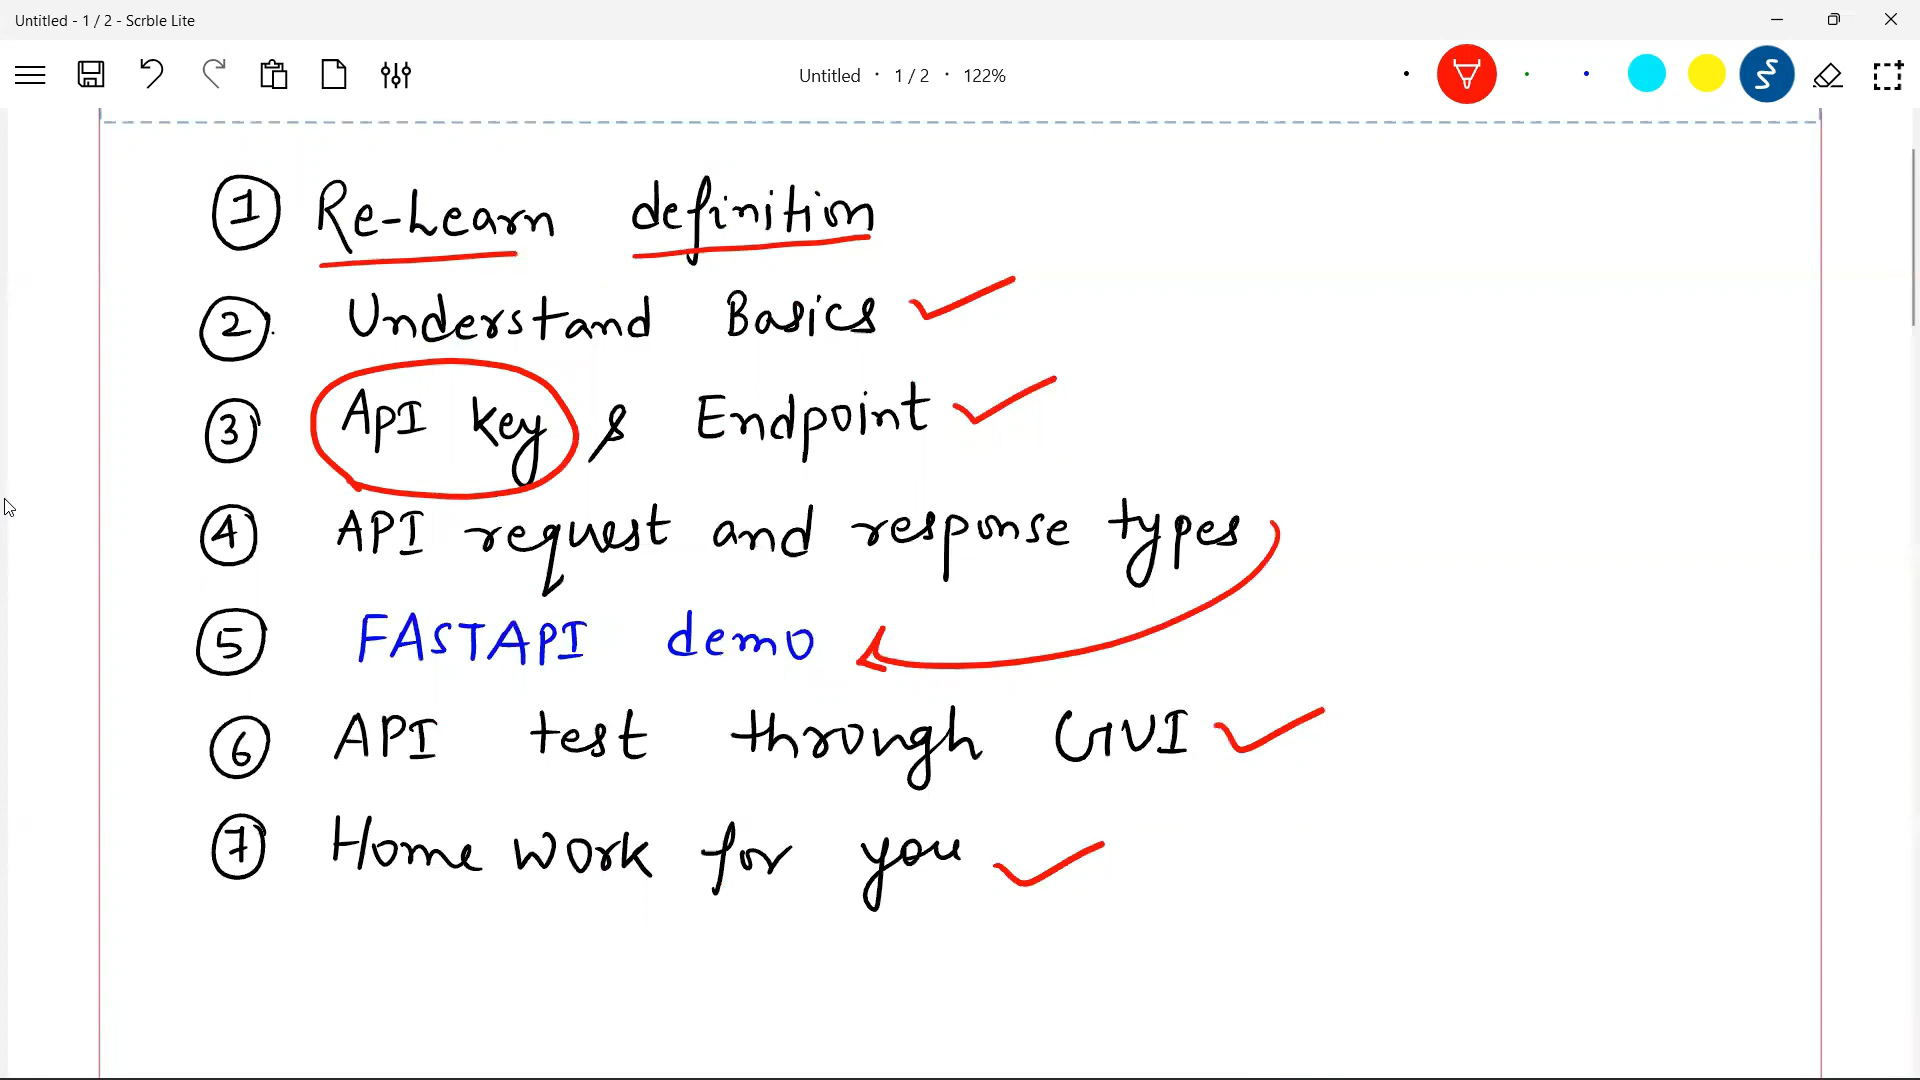 Untitled - 1 / 2 - Scrble Lite
Untitled · 1 / 2 · 122%
1 Re-Learn definition
2. Understand Basics
3 ApI key & Endpoint
4 API request and response types
5 FASTAPI demo
6 API test through GUI
7 Home work for you